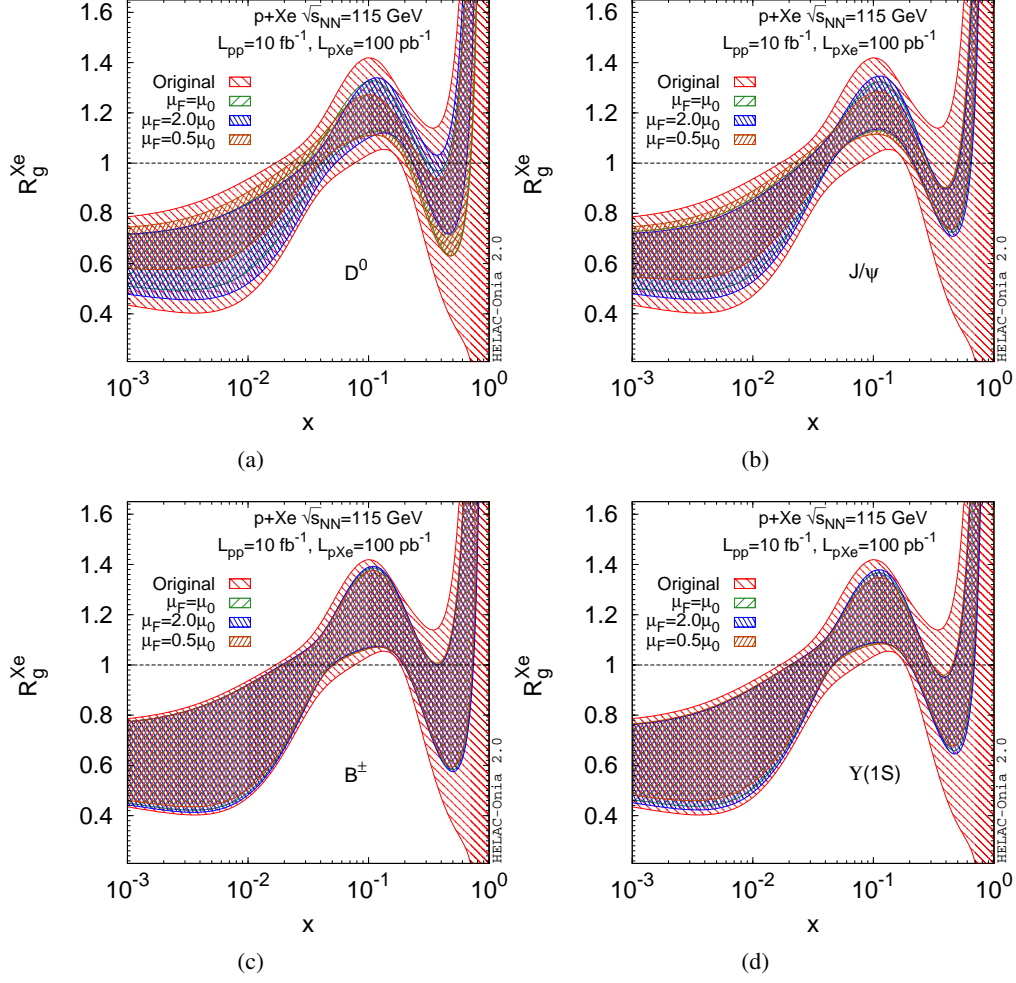 p+Xe √sNN=115 GeV
Lpp=10 fb-1, LpXe=100 pb-1
Original
μF=μ0
μF=2.0μ0
μF=0.5μ0
1.6
1.4
1.2
1
0.8
0.6
0.4
RgXe
D0
HELAC-Onia 2.0
10-3
10-2
10-1
100
x
(a)
p+Xe √sNN=115 GeV
Lpp=10 fb-1, LpXe=100 pb-1
Original
μF=μ0
μF=2.0μ0
μF=0.5μ0
1.6
1.4
1.2
1
0.8
0.6
0.4
RgXe
J/ψ
HELAC-Onia 2.0
10-3
10-2
10-1
100
x
(b)
p+Xe √sNN=115 GeV
Lpp=10 fb-1, LpXe=100 pb-1
Original
μF=μ0
μF=2.0μ0
μF=0.5μ0
1.6
1.4
1.2
1
0.8
0.6
0.4
RgXe
B±
HELAC-Onia 2.0
10-3
10-2
10-1
100
x
(c)
p+Xe √sNN=115 GeV
Lpp=10 fb-1, LpXe=100 pb-1
Original
μF=μ0
μF=2.0μ0
μF=0.5μ0
1.6
1.4
1.2
1
0.8
0.6
0.4
RgXe
Υ(1S)
HELAC-Onia 2.0
10-3
10-2
10-1
100
x
(d)